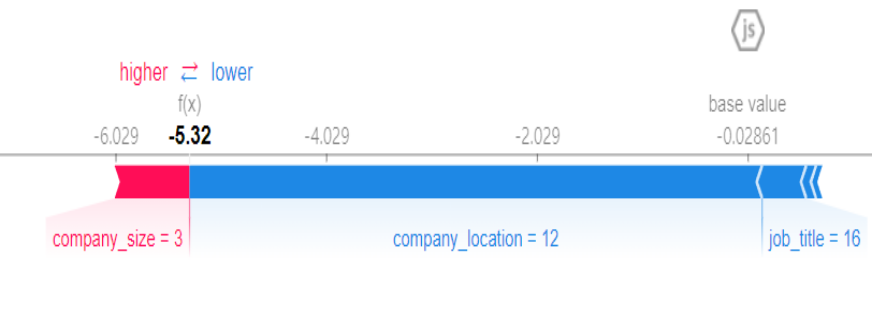 js
higher ⇄ lower
f(x)
base value
-6.029 -5.32 -4.029 -2.029 -0.02861
company_size = 3 company_location = 12 job_title = 16